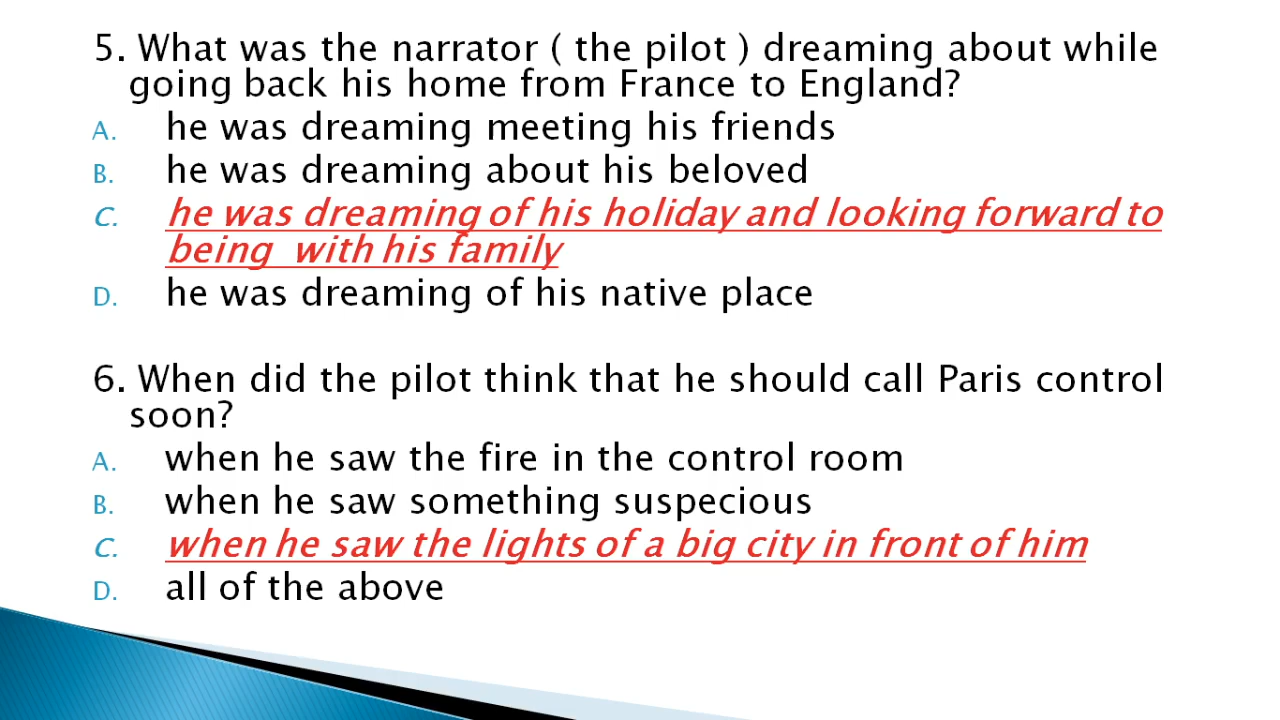 5. What was the narrator ( the pilot ) dreaming about while
going back his home from France to England?
A. he was dreaming meeting his friends
B. he was dreaming about his beloved
C. he was dreaming of his holiday and looking forward to
being with his family
D. he was dreaming of his native place
6. When did the pilot think that he should call Paris control
soon?
A. when he saw the fire in the control room
B. when he saw something suspecious
C. when he saw the lights of a big city in front of him
D. all of the above